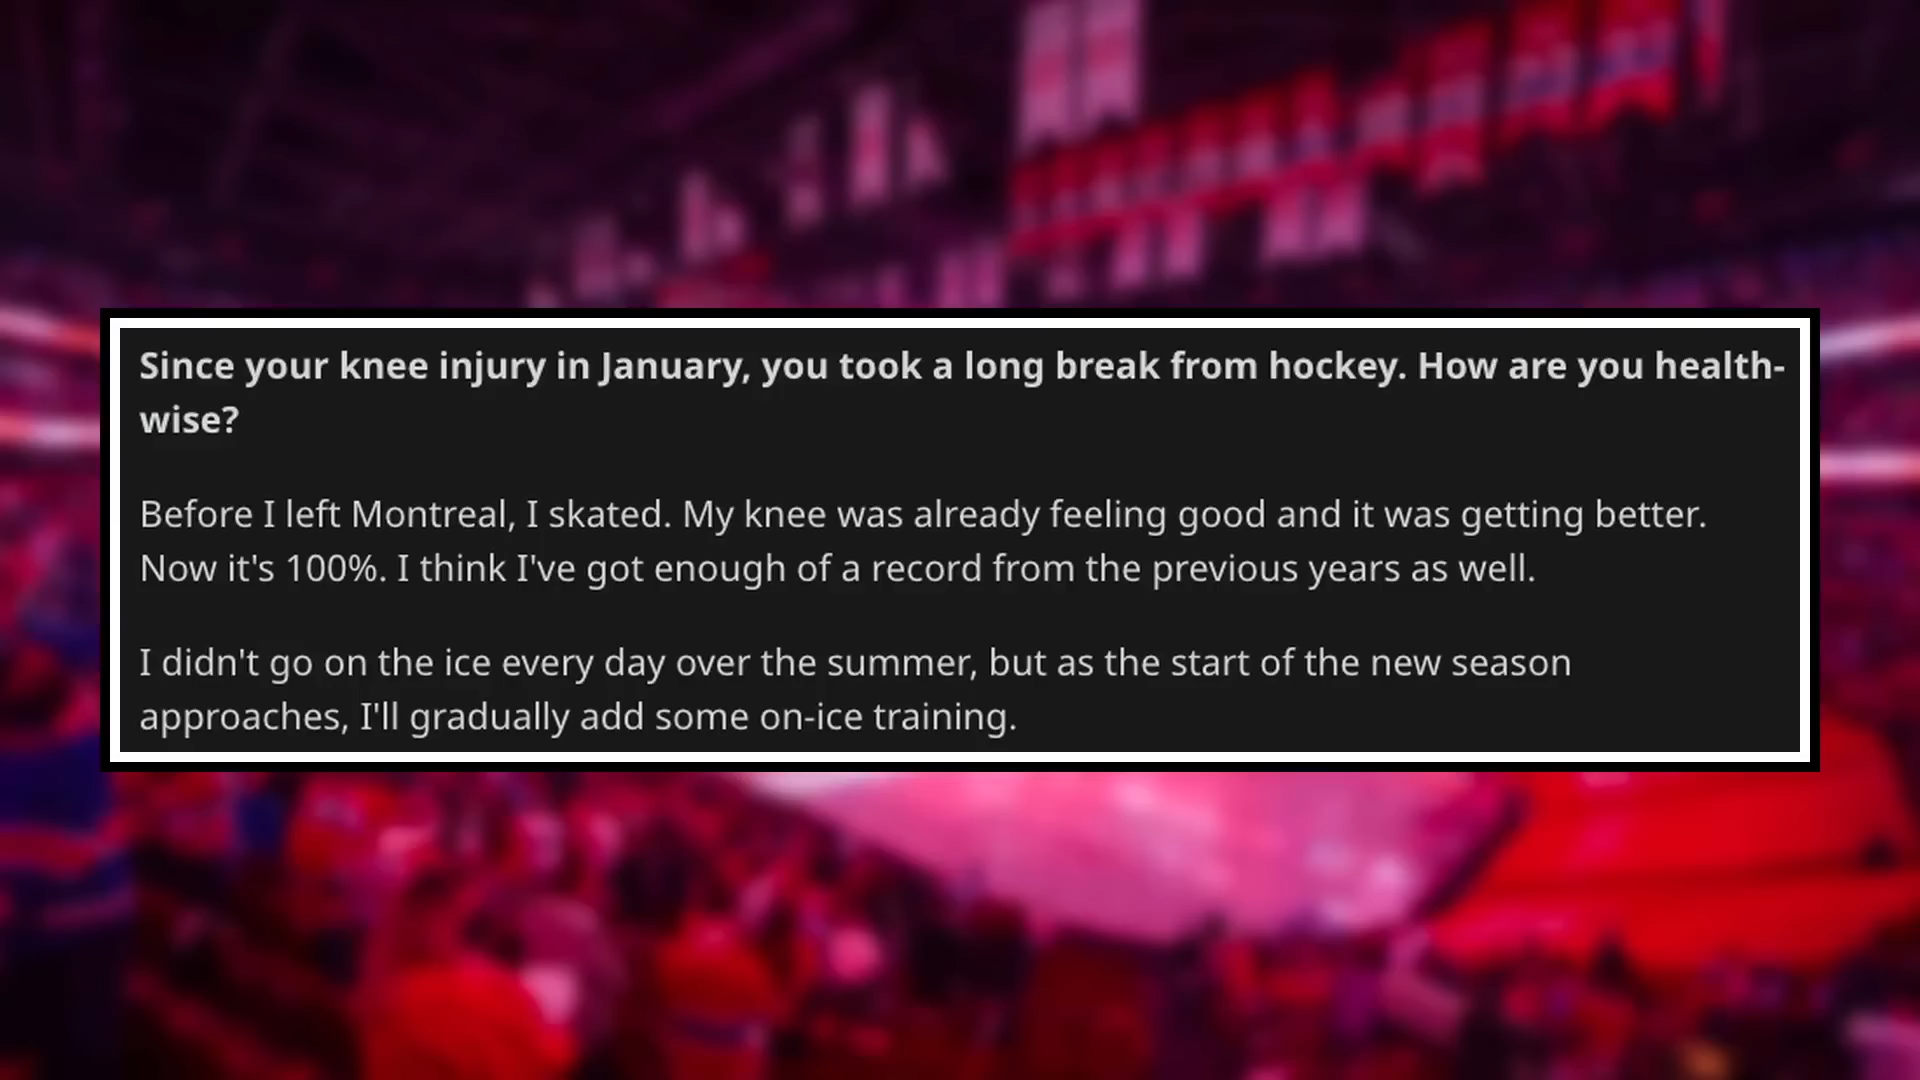 Since your knee injury in January, you took a long break from hockey. How are you health-
wise?
Before I left Montreal, I skated. My knee was already feeling good and it was getting better.
Now it's 100%. I think I've got enough of a record from the previous years as well.
I didn't go on the ice every day over the summer, but as the start of the new season
approaches, I'll gradually add some on-ice training.